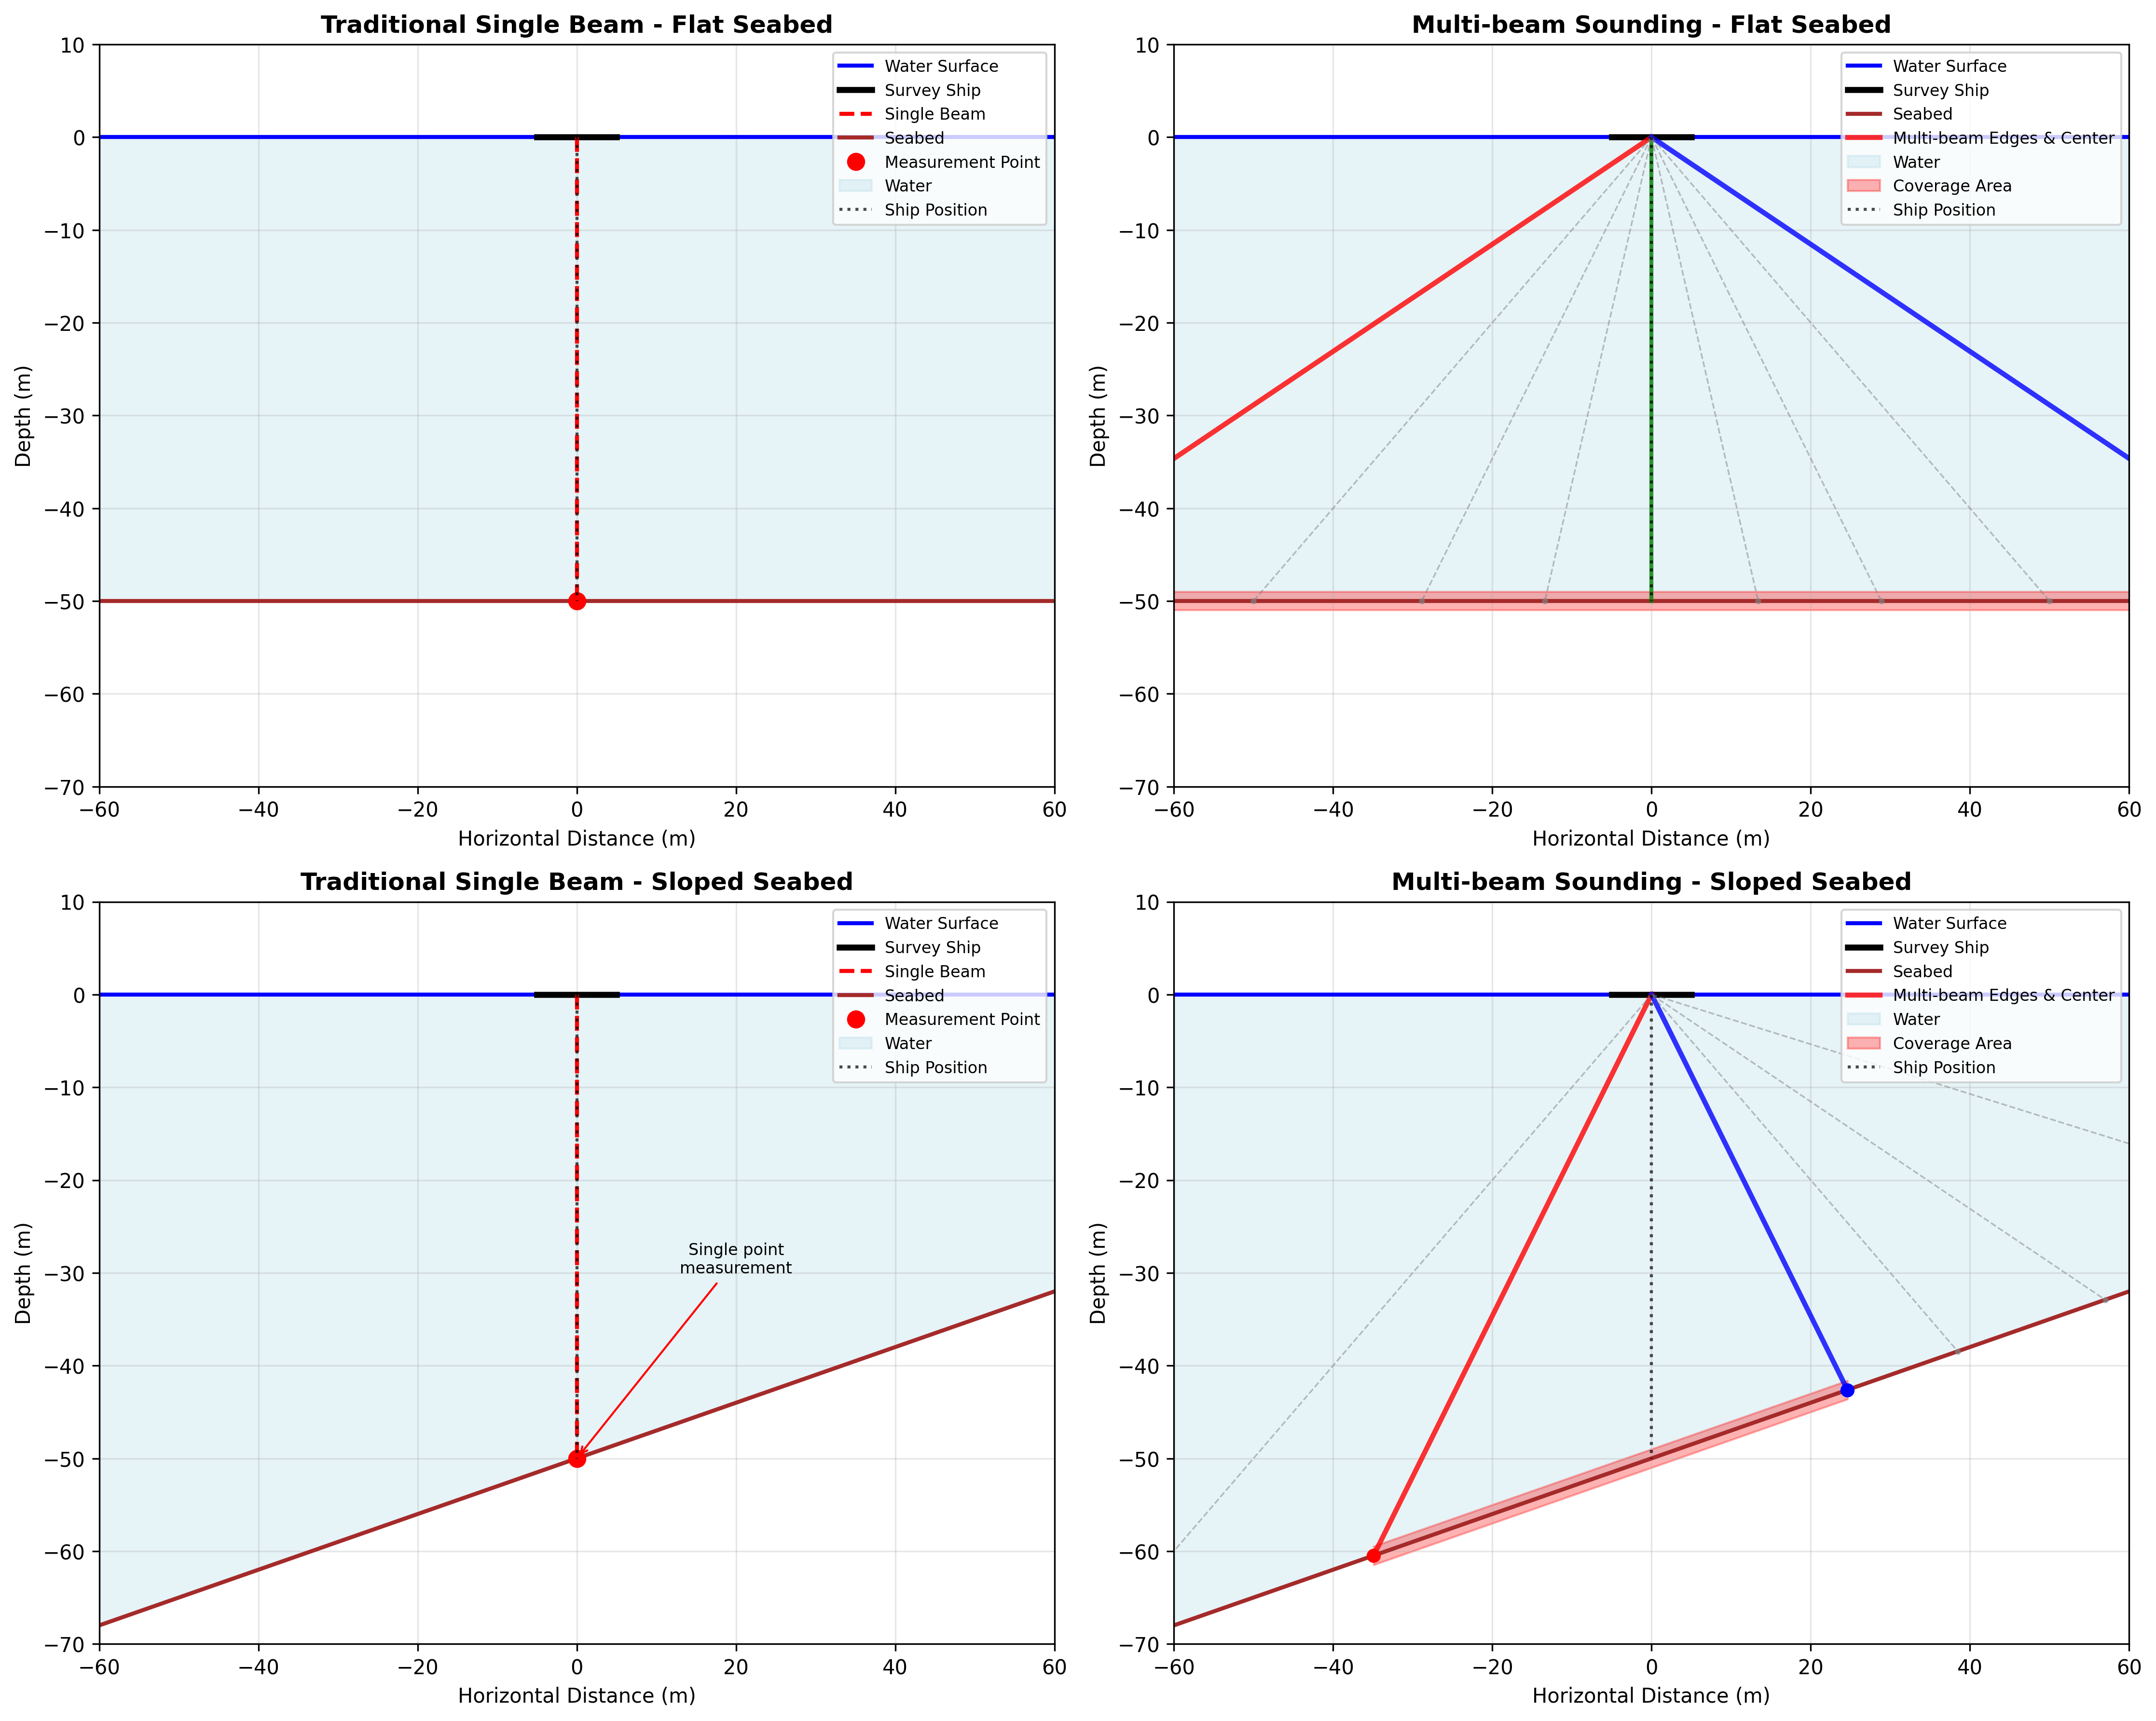 Traditional Single Beam - Flat Seabed
10
0
−10
−20
−30
−40
−50
−60
−70
Depth (m)
Water Surface
Survey Ship
Single Beam
Seabed
Measurement Point
Water
Ship Position
−60
−40
−20
0
20
40
60
Horizontal Distance (m)
Multi-beam Sounding - Flat Seabed
10
0
−10
−20
−30
−40
−50
−60
−70
Depth (m)
Water Surface
Survey Ship
Seabed
Multi-beam Edges & Center
Water
Coverage Area
Ship Position
−60
−40
−20
0
20
40
60
Horizontal Distance (m)
Traditional Single Beam - Sloped Seabed
10
0
−10
−20
−30
−40
−50
−60
−70
Depth (m)
Water Surface
Survey Ship
Single Beam
Seabed
Measurement Point
Water
Ship Position
Single point
measurement
−60
−40
−20
0
20
40
60
Horizontal Distance (m)
Multi-beam Sounding - Sloped Seabed
10
0
−10
−20
−30
−40
−50
−60
−70
Depth (m)
Water Surface
Survey Ship
Seabed
Multi-beam Edges & Center
Water
Coverage Area
Ship Position
−60
−40
−20
0
20
40
60
Horizontal Distance (m)